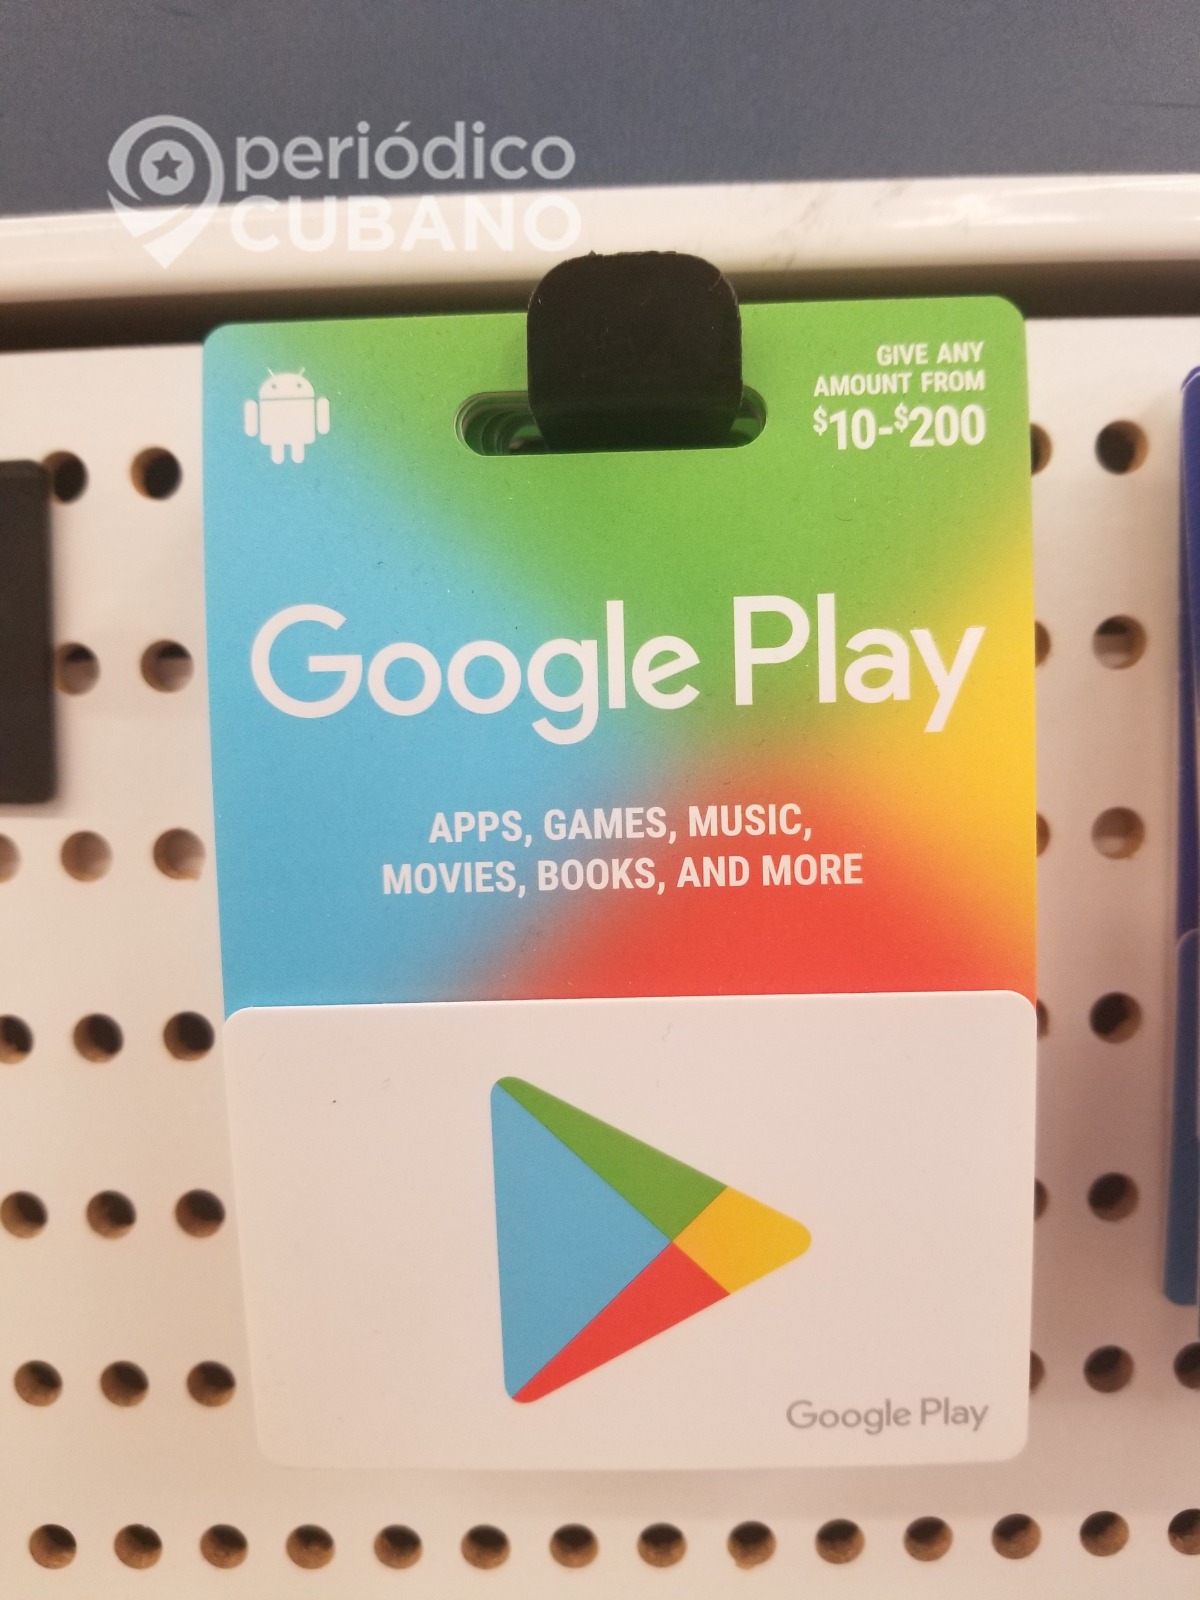 periódico
CUBANO
GIVE ANY
AMOUNT FROM
$10-$200
Google Play
APPS, GAMES, MUSIC,
MOVIES, BOOKS, AND MORE
Google Play